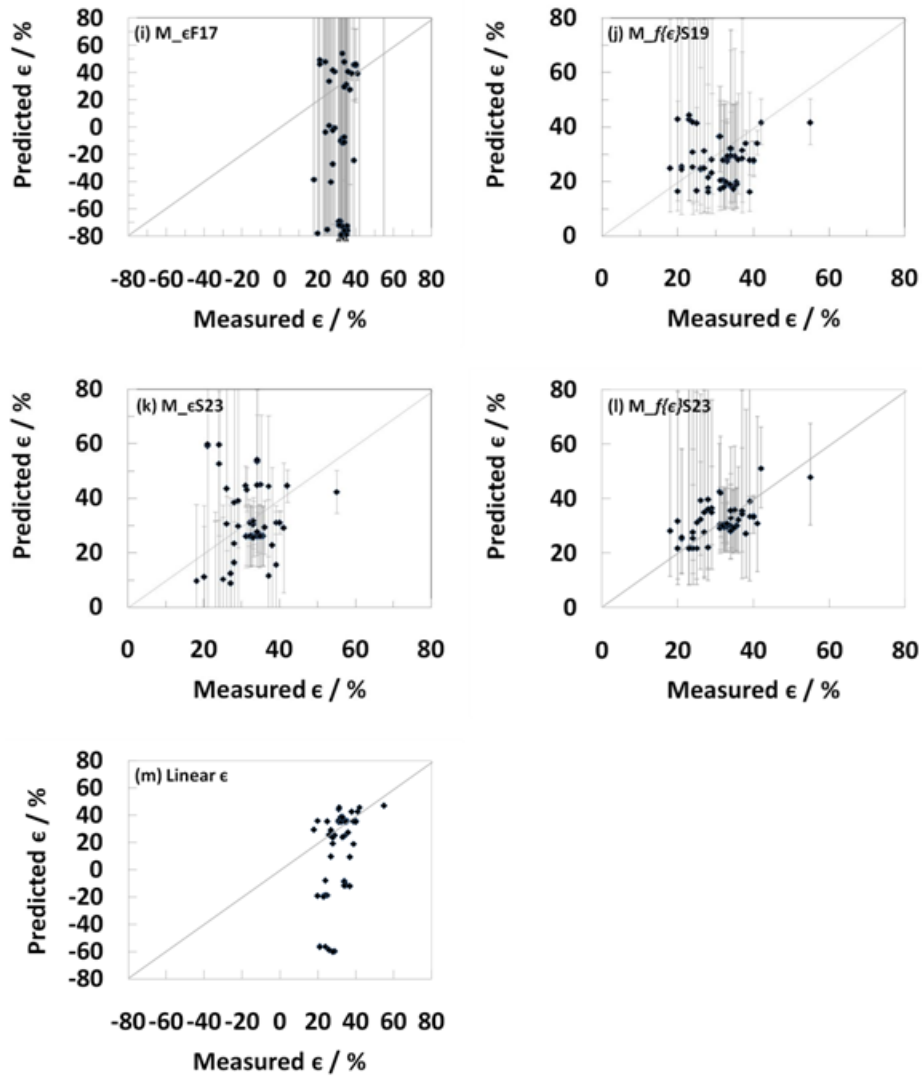 (i) M_ϵF17
Predicted ϵ / %
80
60
40
20
0
-20
-40
-60
-80
-80 -60 -40 -20 0 20 40 60 80
Measured ϵ / %
(j) M_f{ϵ}S19
Predicted ϵ / %
80
60
40
20
0
0 20 40 60 80
Measured ϵ / %
(k) M_ϵS23
Predicted ϵ / %
80
60
40
20
0
0 20 40 60 80
Measured ϵ / %
(l) M_f{ϵ}S23
Predicted ϵ / %
80
60
40
20
0
0 20 40 60 80
Measured ϵ / %
(m) Linear ϵ
Predicted ϵ / %
80
60
40
20
0
-20
-40
-60
-80
-80 -60 -40 -20 0 20 40 60 80
Measured ϵ / %